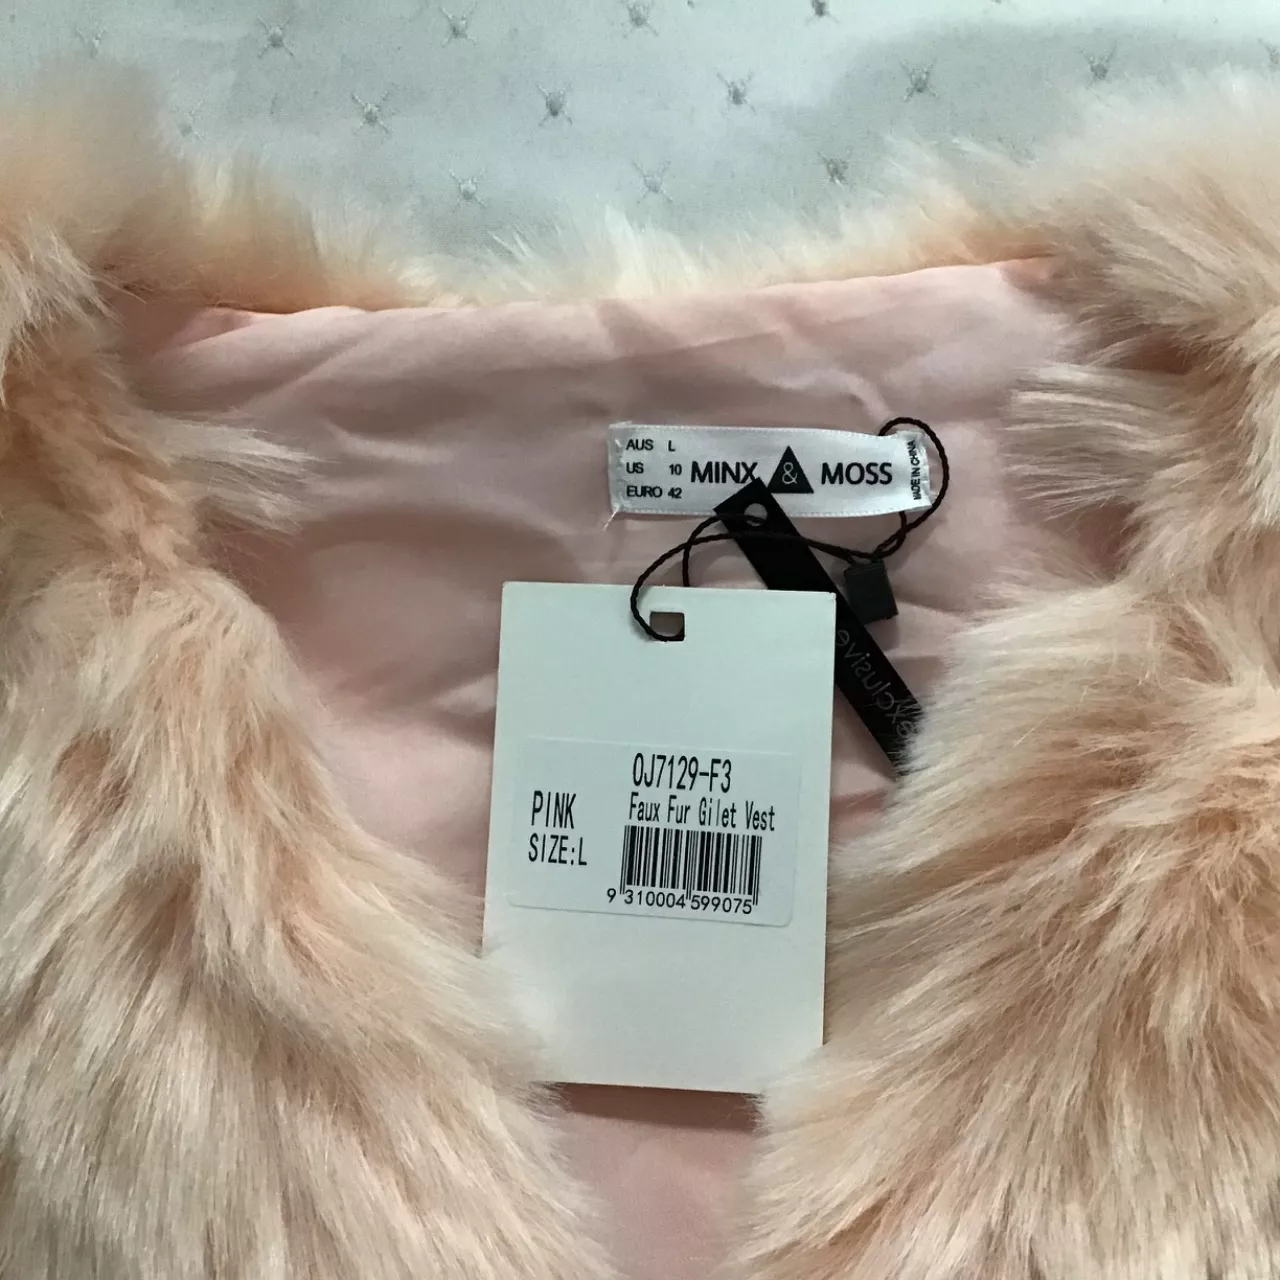 AUS L
US 10
EURO 42
MINX & MOSS
MADE IN CHINA
exclusive
OJ7129-F3
PINK
Faux Fur Gilet Vest
SIZE:L
9 310004 599075